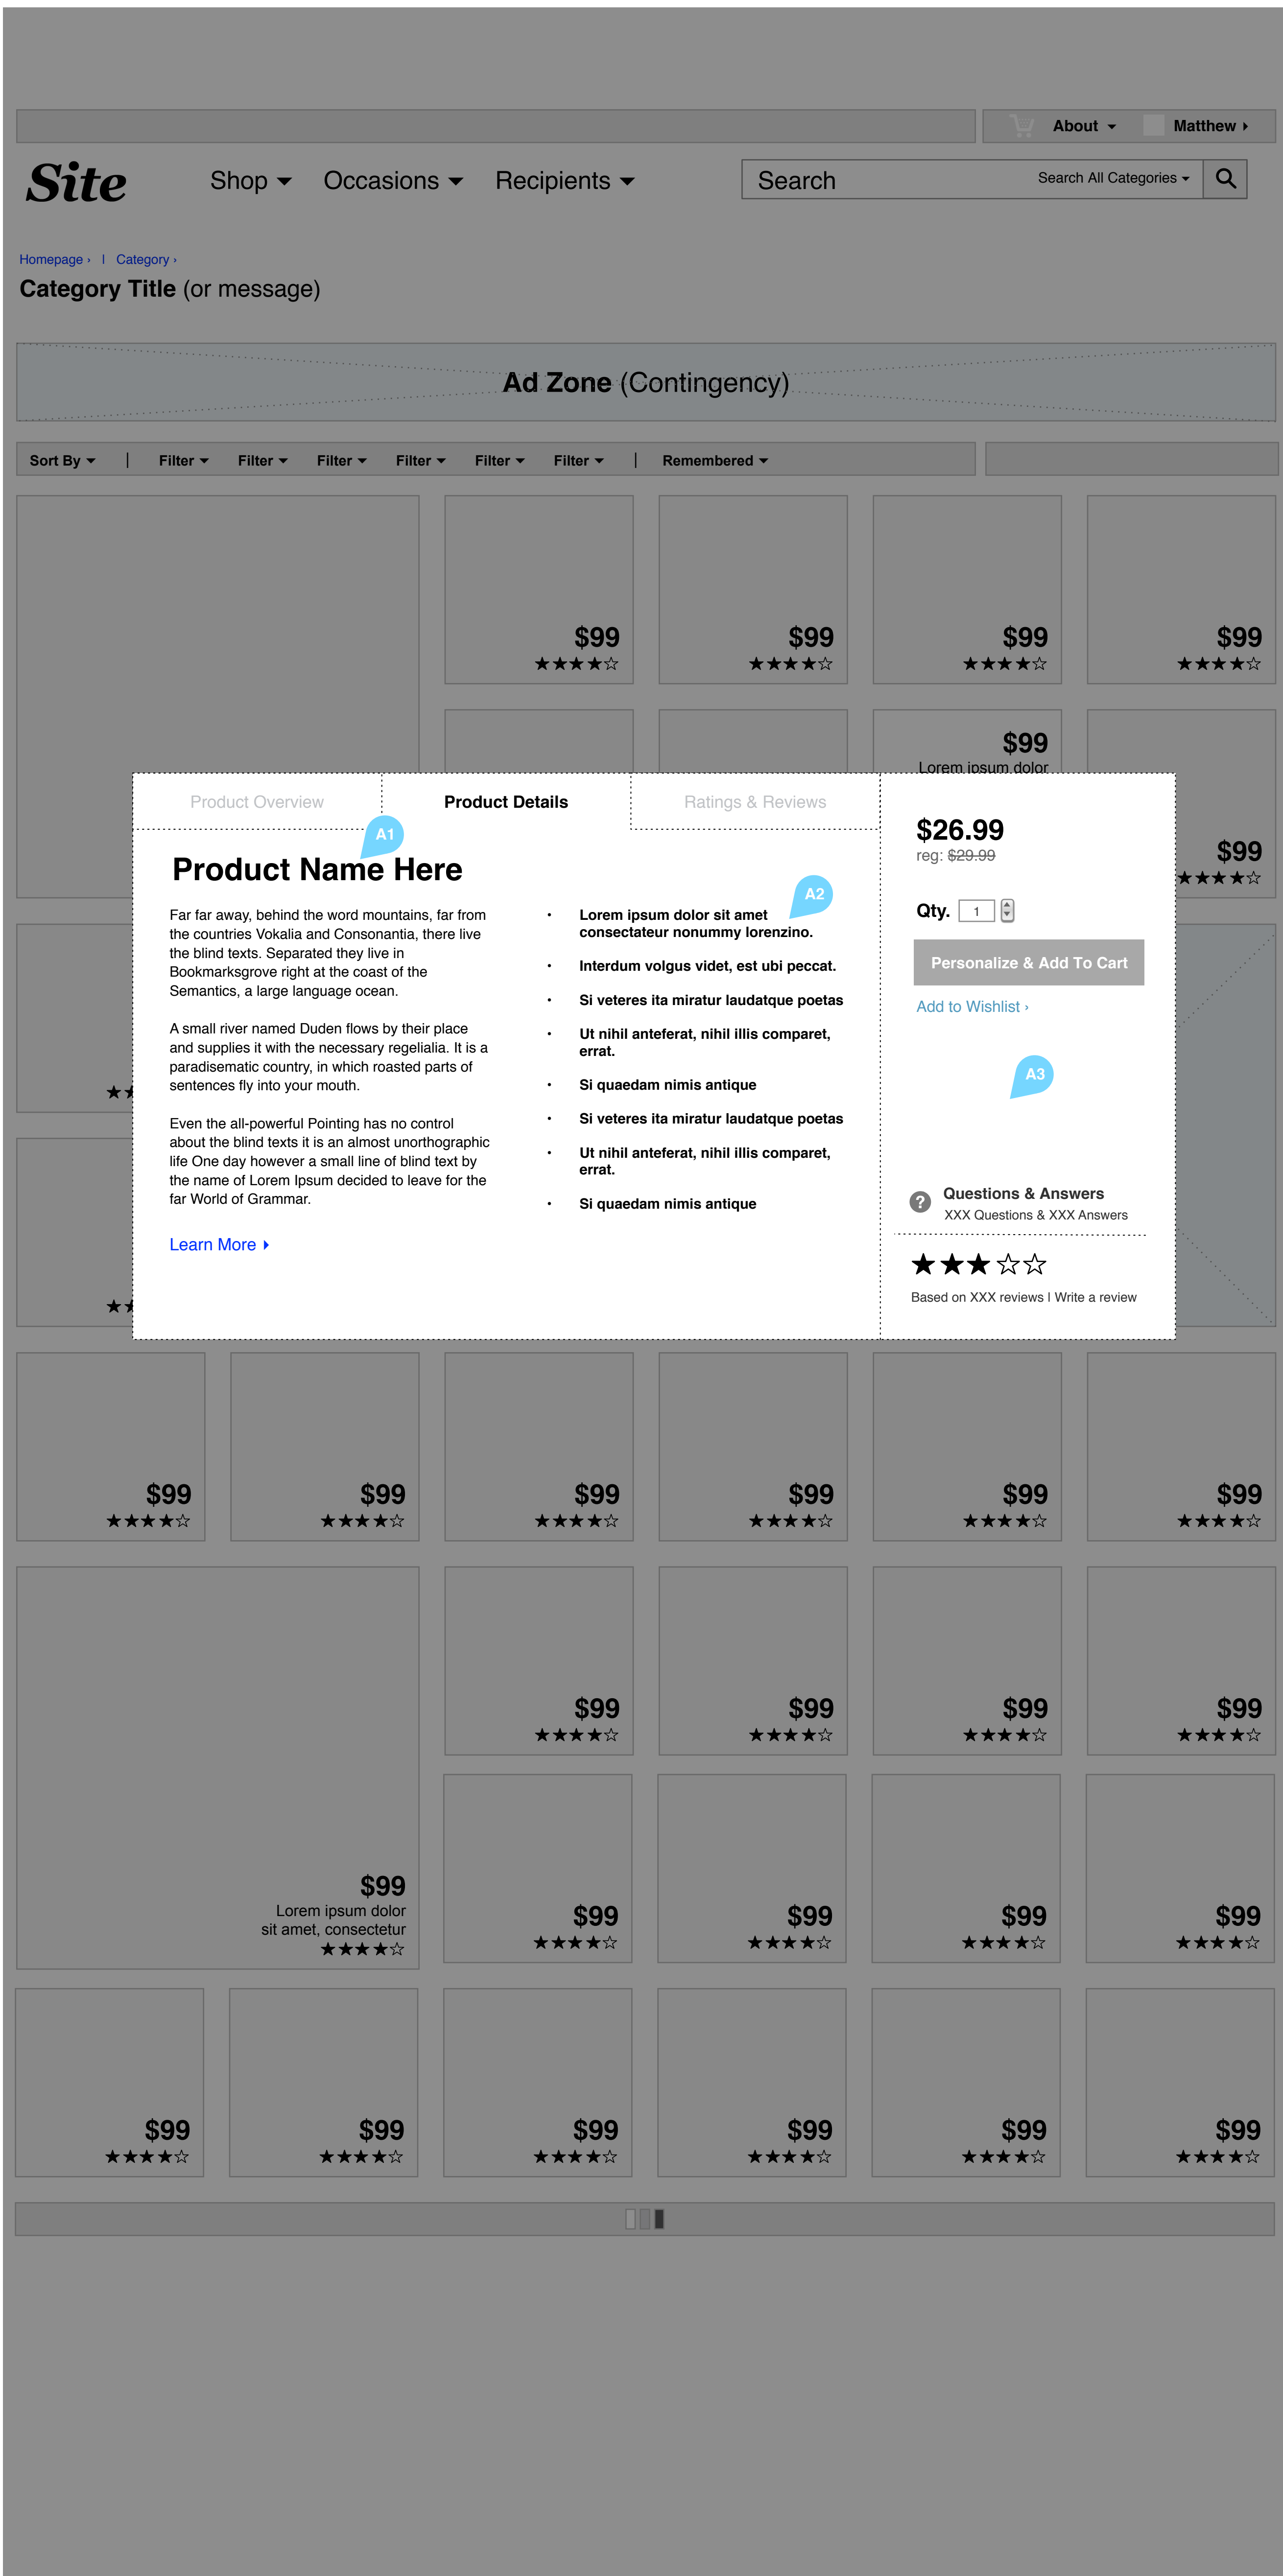 About ▾ Matthew ▸
Site Shop ▾ Occasions ▾ Recipients ▾ Search Search All Categories ▾
Homepage › | Category ›
Category Title (or message)
Ad Zone (Contingency)
Sort By ▾ | Filter ▾ Filter ▾ Filter ▾ Filter ▾ Filter ▾ Filter ▾ | Remembered ▾
$99 $99 $99 $99
★★★★☆ ★★★★☆ ★★★★☆ ★★★★☆
$99
Lorem ipsum dolor
$99
★★★★☆
Product Overview Product Details Ratings & Reviews
A1
Product Name Here
Far far away, behind the word mountains, far from
the countries Vokalia and Consonantia, there live
the blind texts. Separated they live in
Bookmarksgrove right at the coast of the
Semantics, a large language ocean.
A small river named Duden flows by their place
and supplies it with the necessary regelialia. It is a
paradisematic country, in which roasted parts of
sentences fly into your mouth.
Even the all-powerful Pointing has no control
about the blind texts it is an almost unorthographic
life One day however a small line of blind text by
the name of Lorem Ipsum decided to leave for the
far World of Grammar.
Learn More ▸
A2
• Lorem ipsum dolor sit amet
consectateur nonummy lorenzino.
• Interdum volgus videt, est ubi peccat.
• Si veteres ita miratur laudatque poetas
• Ut nihil anteferat, nihil illis comparet,
errat.
• Si quaedam nimis antique
• Si veteres ita miratur laudatque poetas
• Ut nihil anteferat, nihil illis comparet,
errat.
• Si quaedam nimis antique
$26.99
reg: $29.99
Qty. 1
Personalize & Add To Cart
Add to Wishlist ›
A3
? Questions & Answers
XXX Questions & XXX Answers
★★★☆☆
Based on XXX reviews | Write a review
★★
★★
$99 $99 $99 $99 $99 $99
★★★★☆ ★★★★☆ ★★★★☆ ★★★★☆ ★★★★☆ ★★★★☆
$99 $99 $99 $99
★★★★☆ ★★★★☆ ★★★★☆ ★★★★☆
$99
Lorem ipsum dolor
sit amet, consectetur
★★★★☆
$99 $99 $99 $99
★★★★☆ ★★★★☆ ★★★★☆ ★★★★☆
$99 $99 $99 $99 $99 $99
★★★★☆ ★★★★☆ ★★★★☆ ★★★★☆ ★★★★☆ ★★★★☆